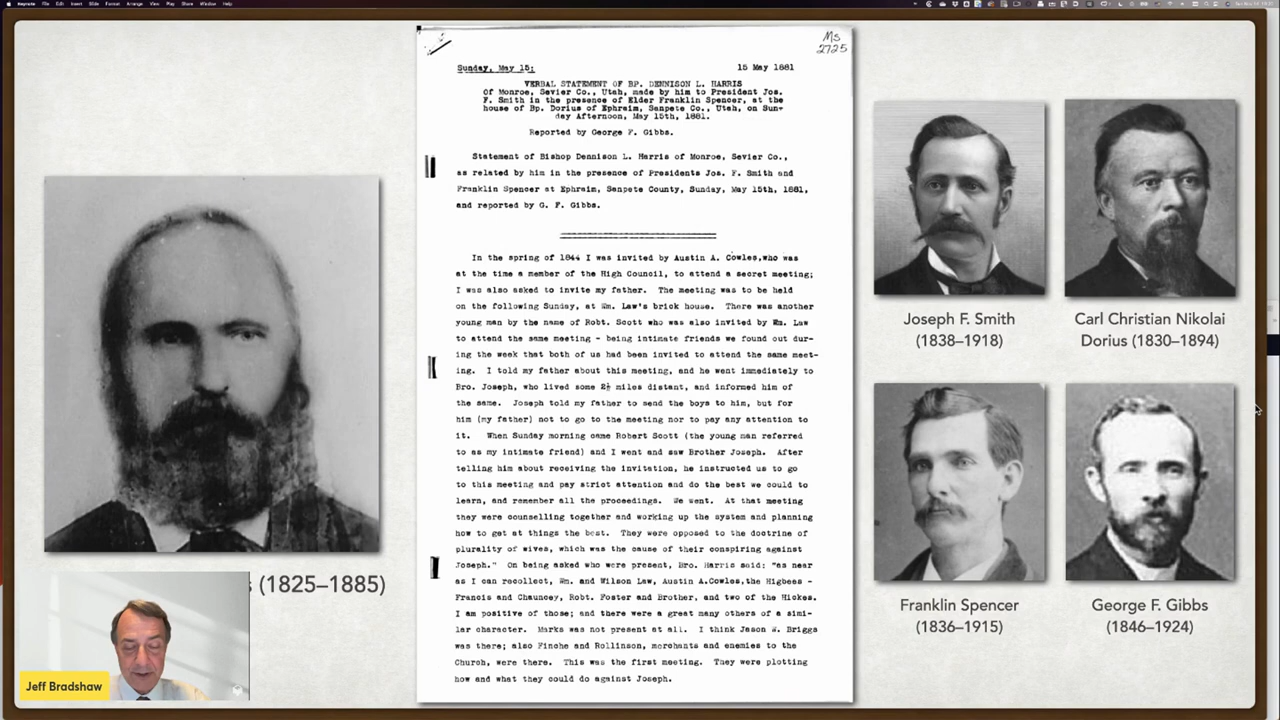 Keynote File Edit Insert Slide Format Arrange View Play Share Window Help
Ms
2725
Sunday, May 15; 15 May 1881
VERBAL STATEMENT OF BP. DENNISON L. HARRIS
Of Monroe, Sevier Co., Utah, made by him to President Jos.
F. Smith in the presence of Elder Franklin Spencer, at the
house of Bp. Dorius of Ephraim, Sanpete Co., Utah, on Sun-
day Afternoon, May 15th, 1881.
Reported by George F. Gibbs.
Statement of Bishop Dennison L. Harris of Monroe, Sevier Co.,
as related by him in the presence of Presidents Jos. F. Smith and
Franklin Spencer at Ephraim, Sanpete County, Sunday, May 15th, 1881,
and reported by G. F. Gibbs.
In the spring of 1844 I was invited by Austin A. Cowles,who was
at the time a member of the High Council, to attend a secret meeting;
I was also asked to invite my father. The meeting was to be held
on the following Sunday, at Wm. Law's brick house. There was another
young man by the name of Robt. Scott who was also invited by Wm. Law
to attend the same meeting - being intimate friends we found out dur-
ing the week that both of us had been invited to attend the same meet-
ing. I told my father about this meeting, and he went immediately to
Bro. Joseph, who lived some 2½ miles distant, and informed him of
the same. Joseph told my father to send the boys to him, but for
him (my father) not to go to the meeting nor to pay any attention to
it. When Sunday morning came Robert Scott (the young man referred
to as my intimate friend) and I went and saw Brother Joseph. After
telling him about receiving the invitation, he instructed us to go
to this meeting and pay strict attention and do the best we could to
learn, and remember all the proceedings. We went. At that meeting
they were counselling together and working up the system and planning
how to get at things the best. They were opposed to the doctrine of
plurality of wives, which was the cause of their conspiring against
Joseph." On being asked who were present, Bro. Harris said: "as near
as I can recollect, Wm. and Wilson Law, Austin A.Cowles,the Higbees -
Francis and Chauncey, Robt. Foster and Brother, and two of the Hickes.
I am positive of those; and there were a great many others of a simi-
lar character. Marks was not present at all. I think Jason W. Briggs
was there; also Finche and Rollinson, merchants and enemies to the
Church, were there. This was the first meeting. They were plotting
how and what they could do against Joseph.
s (1825–1885)
Jeff Bradshaw
Joseph F. Smith
(1838–1918)
Carl Christian Nikolai
Dorius (1830–1894)
Franklin Spencer
(1836–1915)
George F. Gibbs
(1846–1924)